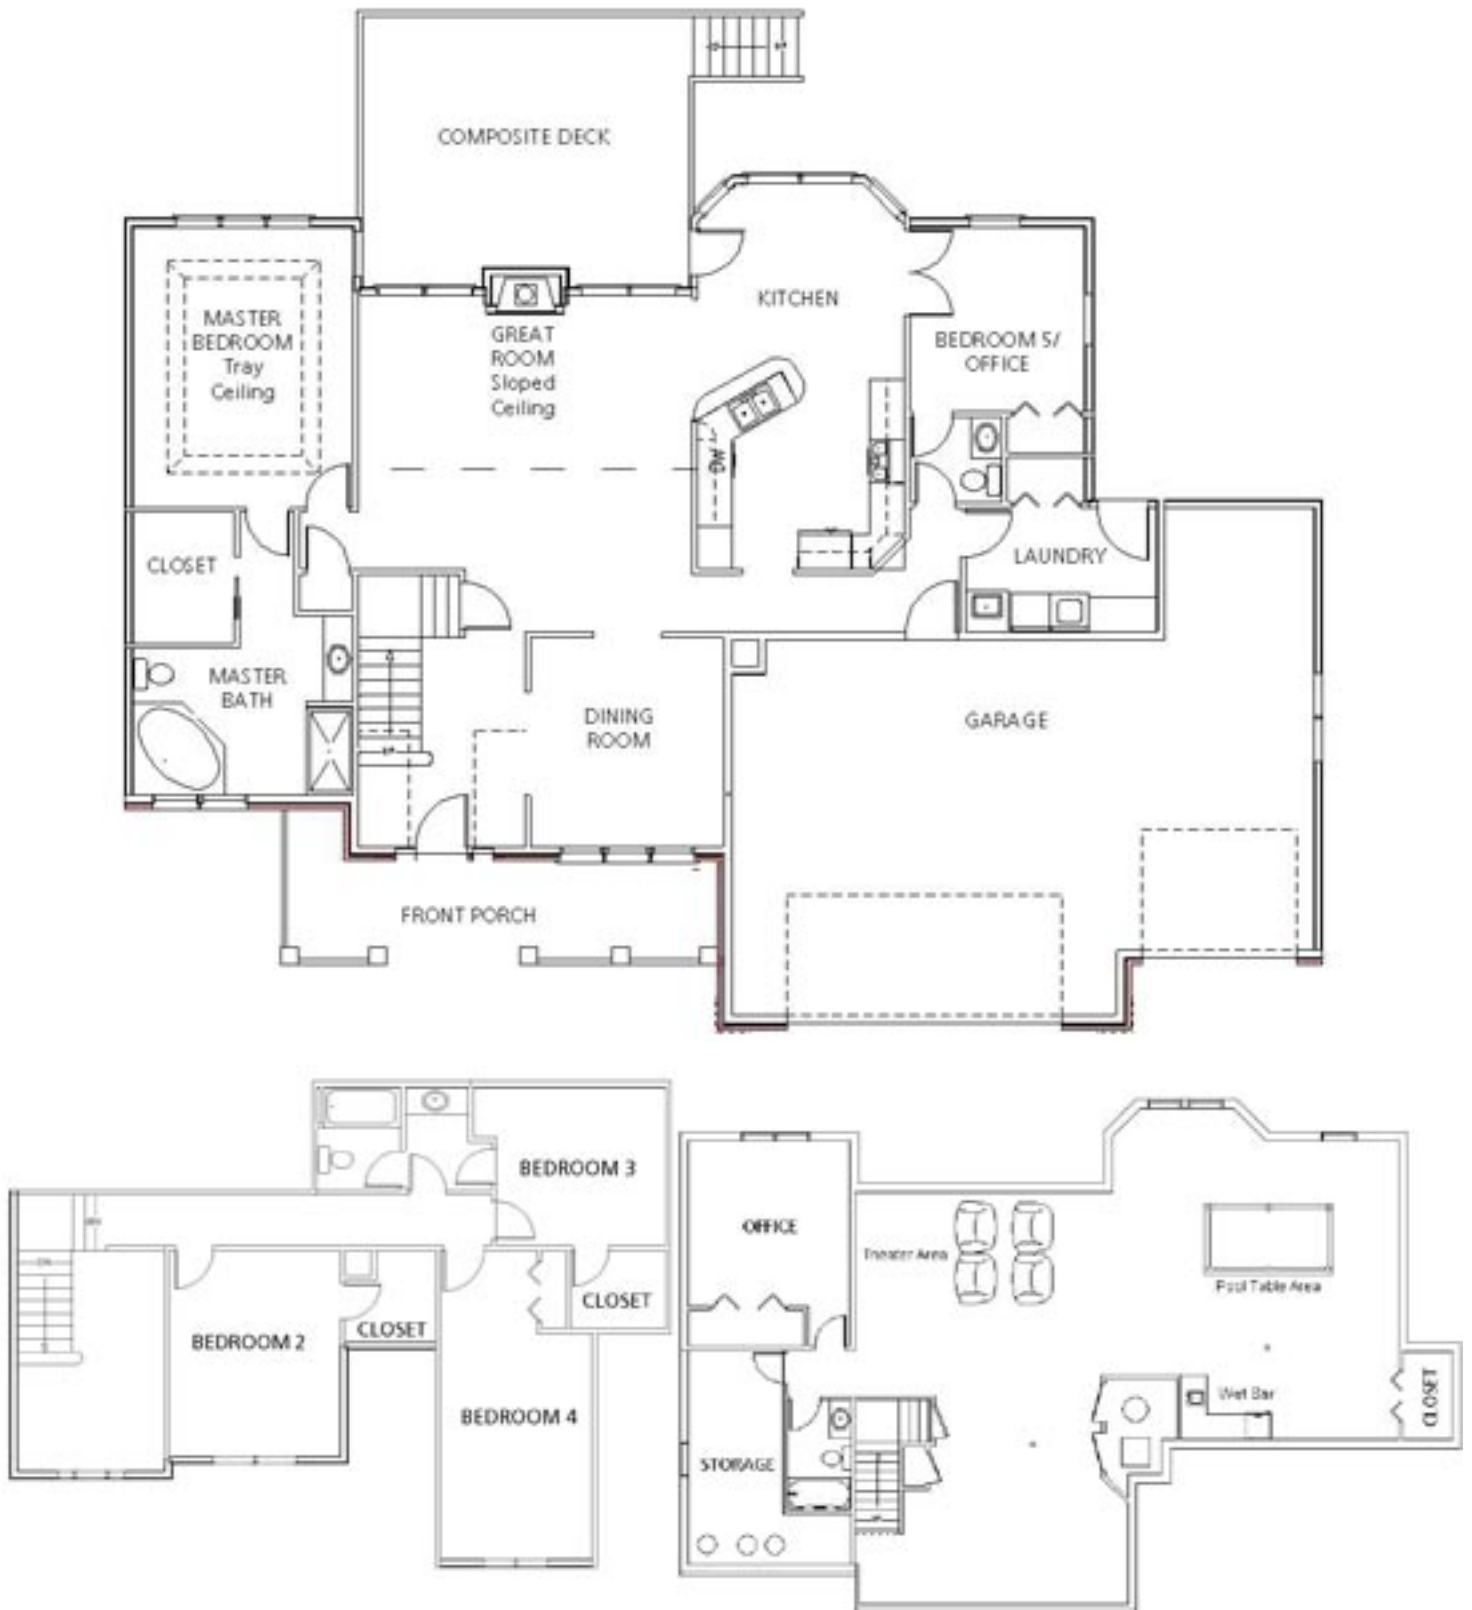 COMPOSITE DECK
KITCHEN
MASTER
BEDROOM
Tray
Ceiling
GREAT
ROOM
Sloped
Ceiling
BEDROOM 5/
OFFICE
DW
CLOSET
LAUNDRY
MASTER
BATH
DINING
ROOM
GARAGE
UP
FRONT PORCH
BEDROOM 3
BEDROOM 2
CLOSET
CLOSET
BEDROOM 4
OFFICE
Theater Area
Pool Table Area
Wet Bar
CLOSET
STORAGE